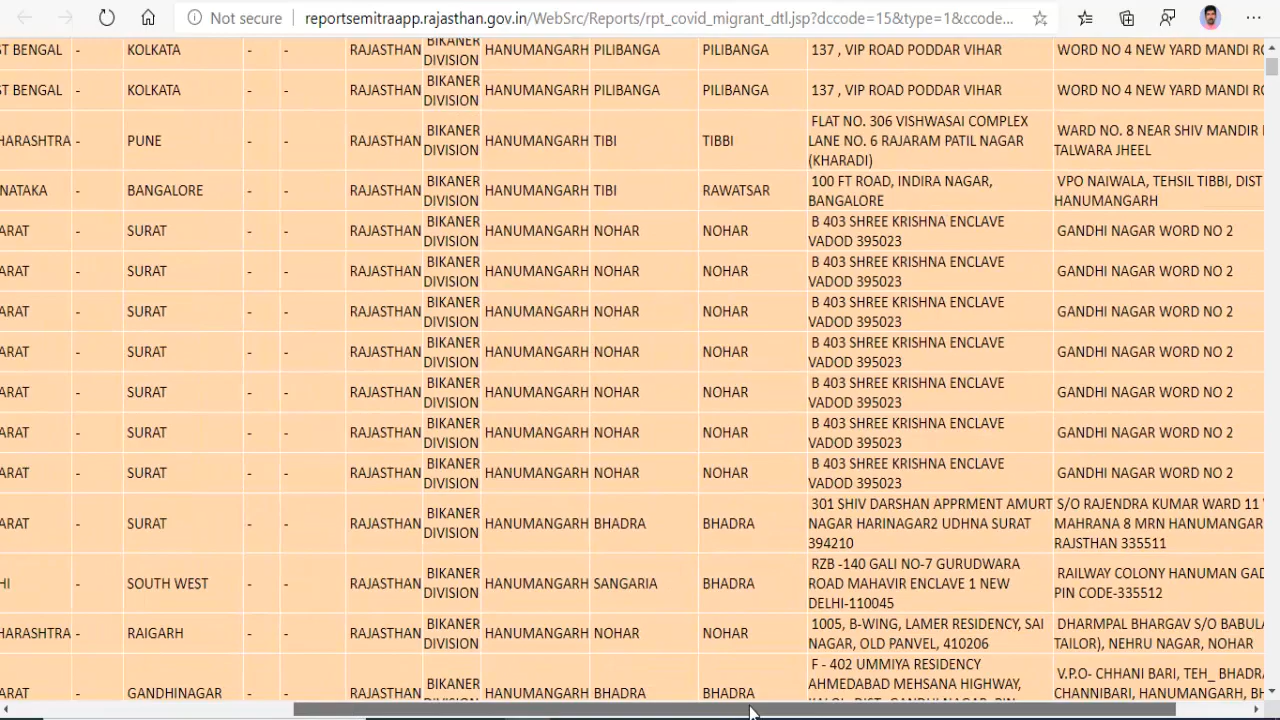 Not secure | reportsemitraapp.rajasthan.gov.in/WebSrc/Reports/rpt_covid_migrant_dtl.jsp?dccode=15&type=1&ccode...
ST BENGAL - KOLKATA - - RAJASTHAN BIKANER DIVISION HANUMANGARH PILIBANGA PILIBANGA 137 , VIP ROAD PODDAR VIHAR WORD NO 4 NEW YARD MANDI RO
ST BENGAL - KOLKATA - - RAJASTHAN BIKANER DIVISION HANUMANGARH PILIBANGA PILIBANGA 137 , VIP ROAD PODDAR VIHAR WORD NO 4 NEW YARD MANDI RO
HARASHTRA - PUNE - - RAJASTHAN BIKANER DIVISION HANUMANGARH TIBI TIBBI FLAT NO. 306 VISHWASAI COMPLEX LANE NO. 6 RAJARAM PATIL NAGAR (KHARADI) WARD NO. 8 NEAR SHIV MANDIR TALWARA JHEEL
NATAKA - BANGALORE - - RAJASTHAN BIKANER DIVISION HANUMANGARH TIBI RAWATSAR 100 FT ROAD, INDIRA NAGAR, BANGALORE VPO NAIWALA, TEHSIL TIBBI, DIST HANUMANGARH
ARAT - SURAT - - RAJASTHAN BIKANER DIVISION HANUMANGARH NOHAR NOHAR B 403 SHREE KRISHNA ENCLAVE VADOD 395023 GANDHI NAGAR WORD NO 2
ARAT - SURAT - - RAJASTHAN BIKANER DIVISION HANUMANGARH NOHAR NOHAR B 403 SHREE KRISHNA ENCLAVE VADOD 395023 GANDHI NAGAR WORD NO 2
ARAT - SURAT - - RAJASTHAN BIKANER DIVISION HANUMANGARH NOHAR NOHAR B 403 SHREE KRISHNA ENCLAVE VADOD 395023 GANDHI NAGAR WORD NO 2
ARAT - SURAT - - RAJASTHAN BIKANER DIVISION HANUMANGARH NOHAR NOHAR B 403 SHREE KRISHNA ENCLAVE VADOD 395023 GANDHI NAGAR WORD NO 2
ARAT - SURAT - - RAJASTHAN BIKANER DIVISION HANUMANGARH NOHAR NOHAR B 403 SHREE KRISHNA ENCLAVE VADOD 395023 GANDHI NAGAR WORD NO 2
ARAT - SURAT - - RAJASTHAN BIKANER DIVISION HANUMANGARH NOHAR NOHAR B 403 SHREE KRISHNA ENCLAVE VADOD 395023 GANDHI NAGAR WORD NO 2
ARAT - SURAT - - RAJASTHAN BIKANER DIVISION HANUMANGARH NOHAR NOHAR B 403 SHREE KRISHNA ENCLAVE VADOD 395023 GANDHI NAGAR WORD NO 2
ARAT - SURAT - - RAJASTHAN BIKANER DIVISION HANUMANGARH BHADRA BHADRA 301 SHIV DARSHAN APPRMENT AMURT NAGAR HARINAGAR2 UDHNA SURAT 394210 S/O RAJENDRA KUMAR WARD 11 MAHRANA 8 MRN HANUMANGAR RAJSTHAN 335511
HI - SOUTH WEST - - RAJASTHAN BIKANER DIVISION HANUMANGARH SANGARIA BHADRA RZB -140 GALI NO-7 GURUDWARA ROAD MAHAVIR ENCLAVE 1 NEW DELHI-110045 RAILWAY COLONY HANUMAN GAD PIN CODE-335512
HARASHTRA - RAIGARH - - RAJASTHAN BIKANER DIVISION HANUMANGARH NOHAR NOHAR 1005, B-WING, LAMER RESIDENCY, SAI NAGAR, OLD PANVEL, 410206 DHARMPAL BHARGAV S/O BABULA TAILOR), NEHRU NAGAR, NOHAR
ARAT - GANDHINAGAR - - RAJASTHAN BIKANER DIVISION HANUMANGARH BHADRA BHADRA F - 402 UMMIYA RESIDENCY AHMEDABAD MEHSANA HIGHWAY, V.P.O- CHHANI BARI, TEH_ BHADRA CHANNIBARI, HANUMANGARH, BH